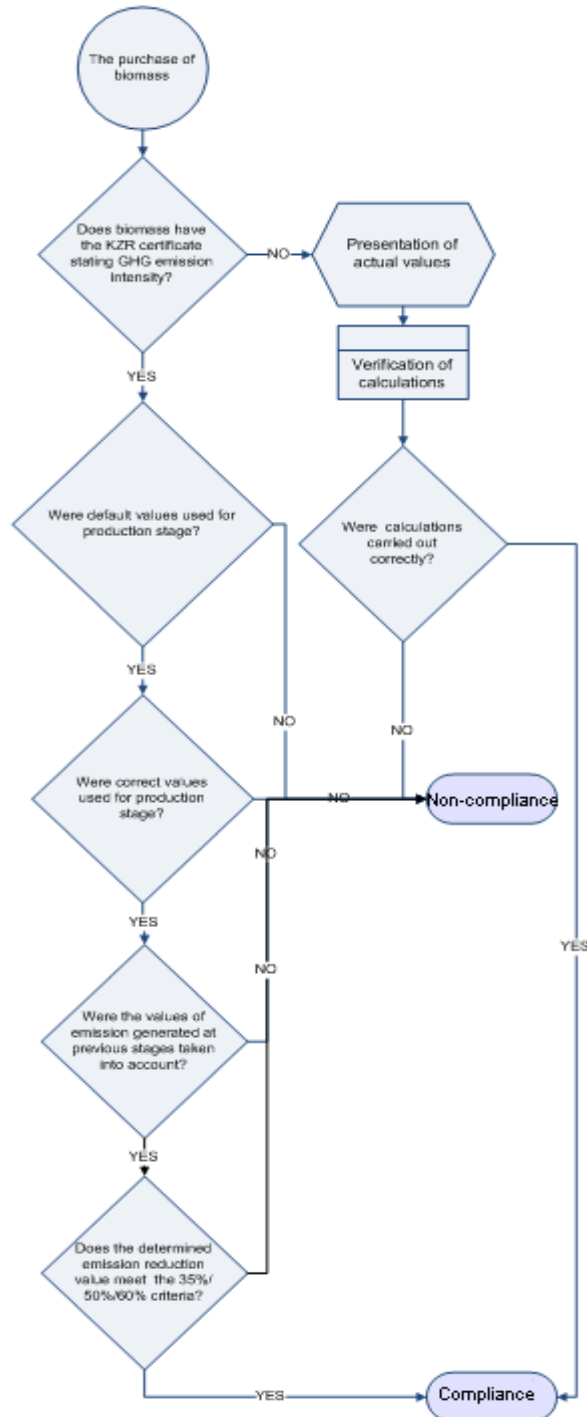 The purchase of
biomass
Does biomass have
the KZR certificate
stating GHG emission
intensity?
NO
Presentation of
actual values
Verification of
calculations
YES
Were default values used for
production stage?
Were calculations
carried out
correctly?
YES
NO
NO
Were correct values
used for production
stage?
NO
Non-compliance
NO
YES
YES
NO
Were the values of
emission generated at
previous stages taken
into account?
YES
Does the determined
emission reduction
value meet the 35%/
50%/60% criteria?
YES
Compliance